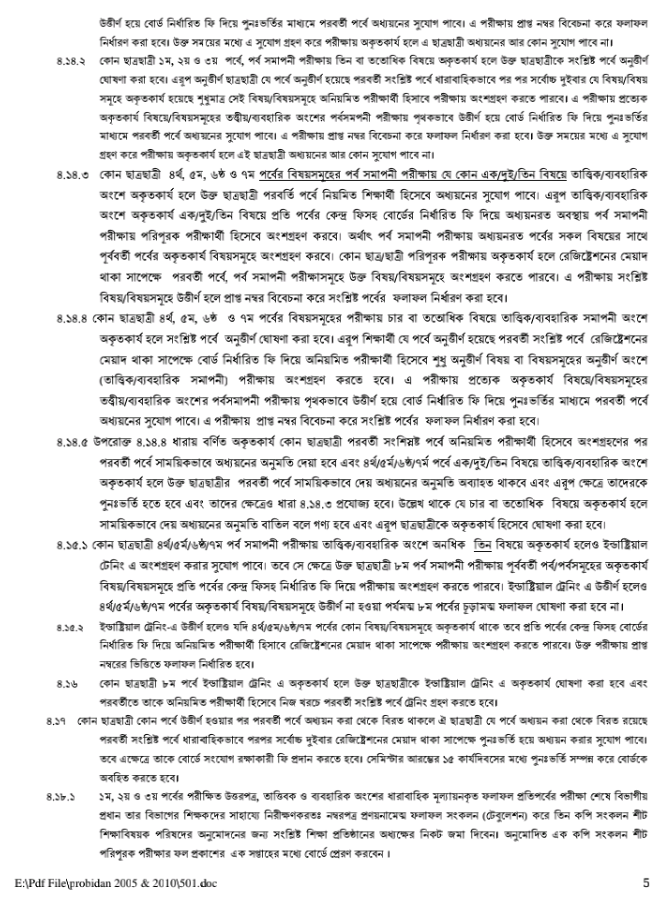 উত্তীর্ণ হয়ে বোর্ড নির্ধারিত ফি দিয়ে পুনঃভর্তির মাধ্যমে পরবর্তী পর্বে অধ্যয়নের সুযোগ পাবে। এ পরীক্ষায় প্রাপ্ত নম্বর বিবেচনা করে ফলাফল
নির্ধারণ করা হবে। উক্ত সময়ের মধ্যে এ সুযোগ গ্রহণ করে পরীক্ষায় অকৃতকার্য হলে এ ছাত্রছাত্রী অধ্যয়নের আর কোন সুযোগ পাবে না।
৪.১৪.২ কোন ছাত্রছাত্রী ১ম, ২য় ও ৩য় পর্বে, পর্ব সমাপনী পরীক্ষায় তিন বা ততোধিক বিষয়ে অকৃতকার্য হলে উক্ত ছাত্রছাত্রীকে সংশ্লিষ্ট পর্বে অনুত্তীর্ণ
ঘোষণা করা হবে। এরুপ অনুত্তীর্ণ ছাত্রছাত্রী যে পর্বে অনুত্তীর্ণ হয়েছে পরবর্তী সংশ্লিষ্ট পর্বে ধারাবাহিকভাবে পর পর সর্বোচ্চ দুইবার যে বিষয়/বিষয়
সমূহে অকৃতকার্য হয়েছে শুধুমাত্র সেই বিষয়/বিষয়সমূহে অনিয়মিত পরীক্ষার্থী হিসাবে পরীক্ষায় অংশগ্রহণ করতে পারবে। এ পরীক্ষায় প্রত্যেক
অকৃতকার্য বিষয়/বিষয়সমূহের তত্ত্বীয়/ব্যবহারিক অংশের পর্বসমাপনী পরীক্ষায় পৃথকভাবে উত্তীর্ণ হয়ে বোর্ড নির্ধারিত ফি দিয়ে পুনঃভর্তির
মাধ্যমে পরবর্তী পর্বে অধ্যয়নের সুযোগ পাবে। এ পরীক্ষায় প্রাপ্ত নম্বর বিবেচনা করে ফলাফল নির্ধারণ করা হবে। উক্ত সময়ের মধ্যে এ সুযোগ
গ্রহণ করে পরীক্ষায় অকৃতকার্য হলে এই ছাত্রছাত্রী অধ্যয়নের আর কোন সুযোগ পাবে না।
৪.১৪.৩ কোন ছাত্রছাত্রী ৪র্থ, ৫ম, ৬ষ্ঠ ও ৭ম পর্বের বিষয়সমূহের পর্ব সমাপনী পরীক্ষায় যে কোন এক/দুই/তিন বিষয়ে তাত্ত্বিক/ব্যবহারিক
অংশে অকৃতকার্য হলে উক্ত ছাত্রছাত্রী পরবর্তি পর্বে নিয়মিত শিক্ষার্থী হিসেবে অধ্যয়নের সুযোগ পাবে। এরুপ ছাত্রছাত্রী তাত্ত্বিক/ব্যবহারিক
অংশে অকৃতকার্য এক/দুই/তিন বিষয়ে প্রতি পর্বের কেন্দ্র ফিসহ বোর্ডের নির্ধারিত ফি দিয়ে অধ্যয়নরত অবস্থায় পর্ব সমাপনী
পরীক্ষায় পরিপূরক পরীক্ষার্থী হিসেবে অংশগ্রহণ করবে। অর্থাৎ পর্ব সমাপনী পরীক্ষায় অধ্যয়নরত পর্বের সকল বিষয়ের সাথে
পূর্ববর্তী পর্বের অকৃতকার্য বিষয়সমূহে অংশগ্রহণ করবে। কোন ছাত্র/ছাত্রী পরিপূরক পরীক্ষায় অকৃতকার্য হলে রেজিষ্ট্রেশনের মেয়াদ
থাকা সাপেক্ষে পরবর্তী পর্বে, পর্ব সমাপনী পরীক্ষাসমূহে উক্ত বিষয়/বিষয়সমূহে অংশগ্রহণ করতে পারবে। এ পরীক্ষায় সংশ্লিষ্ট
বিষয়/বিষয়সমূহে উত্তীর্ণ হলে প্রাপ্ত নম্বর বিবেচনা করে সংশ্লিষ্ট পর্বের ফলাফল নির্ধারণ করা হবে।
৪.১৪.৪ কোন ছাত্রছাত্রী ৪র্থ, ৫ম, ৬ষ্ঠ ও ৭ম পর্বের বিষয়সমূহের পরীক্ষায় চার বা ততোধিক বিষয়ে তাত্ত্বিক/ব্যবহারিক সমাপনী অংশে
অকৃতকার্য হলে সংশ্লিষ্ট পর্বে অনুত্তীর্ণ ঘোষণা করা হবে। এরুপ শিক্ষার্থী যে পর্বে অনুত্তীর্ণ হয়েছে পরবর্তী সংশ্লিষ্ট পর্বে রেজিষ্ট্রেশনের
মেয়াদ থাকা সাপেক্ষে বোর্ড নির্ধারিত ফি দিয়ে অনিয়মিত পরীক্ষার্থী হিসেবে শুধু অনুত্তীর্ণ বিষয় বা বিষয়সমূহের অনুত্তীর্ণ অংশে
(তাত্ত্বিক/ব্যবহারিক সমাপনী) পরীক্ষায় অংশগ্রহণ করতে হবে। এ পরীক্ষায় প্রত্যেক অকৃতকার্য বিষয়ে/বিষয়সমূহের
তত্ত্বীয়/ব্যবহারিক অংশের পর্বসমাপনী পরীক্ষায় পৃথকভাবে উত্তীর্ণ হয়ে বোর্ড নির্ধারিত ফি দিয়ে পুনঃভর্তির মাধ্যমে পরবর্তী পর্বে
অধ্যয়নের সুযোগ পাবে। এ পরীক্ষায় প্রাপ্ত নম্বর বিবেচনা করে সংশ্লিষ্ট পর্বের ফলাফল নির্ধারণ করা হবে।
৪.১৪.৫ উপরোক্ত ৪.১৪.৪ ধারায় বর্ণিত অকৃতকার্য কোন ছাত্রছাত্রী পরবর্তী সংশিস্নষ্ট পর্বে অনিয়মিত পরীক্ষার্থী হিসেবে অংশগ্রহণের পর
পরবর্তী পর্বে সাময়িকভাবে অধ্যয়নের অনুমতি দেয়া হবে এবং ৪র্থ/৫র্ম/৬ষ্ঠ/৭র্ম পর্বে এক/দুই/তিন বিষয়ে তাত্ত্বিক/ব্যবহারিক অংশে
অকৃতকার্য হলে উক্ত ছাত্রছাত্রীর পরবর্তী পর্বে সাময়িকভাবে দেয় অধ্যয়নের অনুমতি অব্যাহত থাকবে এবং এরুপ ক্ষেত্রে তাদেরকে
পুনঃভর্তি হতে হবে এবং তাদের ক্ষেত্রেও ধারা ৪.১৪.৩ প্রযোজ্য হবে। উল্লেখ থাকে যে চার বা ততোধিক বিষয়ে অকৃতকার্য হলে
সাময়িকভাবে দেয় অধ্যয়নের অনুমতি বাতিল বলে গণ্য হবে এবং এরুপ ছাত্রছাত্রীকে অকৃতকার্য হিসেবে ঘোষণা করা হবে।
৪.১৫.১ কোন ছাত্রছাত্রী ৪র্থ/৫র্ম/৬ষ্ঠ/৭ম পর্ব সমাপনী পরীক্ষায় তাত্ত্বিক/ব্যবহারিক অংশে অনধিক তিন বিষয়ে অকৃতকার্য হলেও ইন্ডাষ্ট্রিয়াল
টেনিং এ অংশগ্রহণ করার সুযোগ পাবে। তবে সে ক্ষেত্রে উক্ত ছাত্রছাত্রী ৮ম পর্ব সমাপনী পরীক্ষায় পূর্ববর্তী পর্ব/পর্বসমূহের অকৃতকার্য
বিষয়/বিষয়সমূহে প্রতি পর্বের কেন্দ্র ফিসহ নির্ধারিত ফি দিয়ে পরীক্ষায় অংশগ্রহণ করতে পারবে। ইন্ডাষ্ট্রিয়াল ট্রেনিং এ উত্তীর্ণ হলেও
৪র্থ/৫র্ম/৬ষ্ঠ/৭ম পর্বের অকৃতকার্য বিষয়/বিষয়সমূহে উত্তীর্ণ না হওয়া পর্যমত্ম ৮ম পর্বের চূড়ামত্ম ফলাফল ঘোষণা করা হবে না।
৪.১৫.২ ইন্ডাষ্ট্রিয়াল ট্রেনিং-এ উত্তীর্ণ হলেও যদি ৪র্থ/৫ম/৬ষ্ঠ/৭ম পর্বের কোন বিষয়/বিষয়সমূহে অকৃতকার্য থাকে তবে প্রতি পর্বের কেন্দ্র ফিসহ বোর্ডের
নির্ধারিত ফি দিয়ে অনিয়মিত পরীক্ষার্থী হিসাবে রেজিষ্ট্রেশনের মেয়াদ থাকা সাপেক্ষে পরীক্ষায় অংশগ্রহণ করতে পারবে। উক্ত পরীক্ষায় প্রাপ্ত
নম্বরের ভিত্তিতে ফলাফল নির্ধারিত হবে।
৪.১৬ কোন ছাত্রছাত্রী ৮ম পর্বে ইন্ডাষ্ট্রিয়াল ট্রেনিং এ অকৃতকার্য হলে উক্ত ছাত্রছাত্রীকে ইন্ডাষ্ট্রিয়াল ট্রেনিং এ অকৃতকার্য ঘোষণা করা হবে এবং
পরবর্তীতে তাকে অনিয়মিত পরীক্ষার্থী হিসেবে নিজ খরচে পরবর্তী সংশ্লিষ্ট পর্বে ট্রেনিং গ্রহণ করতে হবে।
৪.১৭ কোন ছাত্রছাত্রী কোন পর্বে উত্তীর্ণ হওয়ার পর পরবর্তী পর্বে অধ্যয়ন করা থেকে বিরত থাকলে ঐ ছাত্রছাত্রী যে পর্বে অধ্যয়ন করা থেকে বিরত রয়েছে
পরবর্তী সংশ্লিষ্ট পর্বে ধারাবাহিকভাবে পরপর সর্বোচ্চ দুইবার রেজিষ্ট্রেশনের মেয়াদ থাকা সাপেক্ষে পুনঃভর্তি হয়ে অধ্যয়ন করার সুযোগ পাবে।
তবে এক্ষেত্রে তাকে বোর্ডে সংযোগ রক্ষাকারী ফি প্রদান করতে হবে। সেমিস্টার আরম্ভের ১৫ কার্যদিবসের মধ্যে পুনঃভর্তি সম্পন্ন করে বোর্ডকে
অবহিত করতে হবে।
৪.১৮.১ ১ম, ২য় ও ৩য় পর্বের পরীক্ষিত উত্তরপত্র, তাত্তিবক ও ব্যবহারিক অংশের ধারাবাহিক মূল্যায়নকৃত ফলাফল প্রতিপর্বের পরীক্ষা শেষে বিভাগীয়
প্রধান তার বিভাগের শিক্ষকদের সাহায্যে নিরীক্ষণকরতঃ নম্বরপত্র প্রণয়নামেত্ম ফলাফল সংকলন (টেবুলেশন) করে তিন কপি সংকলন শীট
শিক্ষাবিষয়ক পরিষদের অনুমোদনের জন্য সংশ্লিষ্ট শিক্ষা প্রতিষ্ঠানের অধ্যক্ষের নিকট জমা দিবেন। অনুমোদিত এক কপি সংকলন শীট
পরিপূরক পরীক্ষার ফল প্রকাশের এক সপ্তাহের মধ্যে বোর্ডে প্রেরণ করবেন ।
E:\Pdf File\probidan 2005 & 2010\501.doc 5